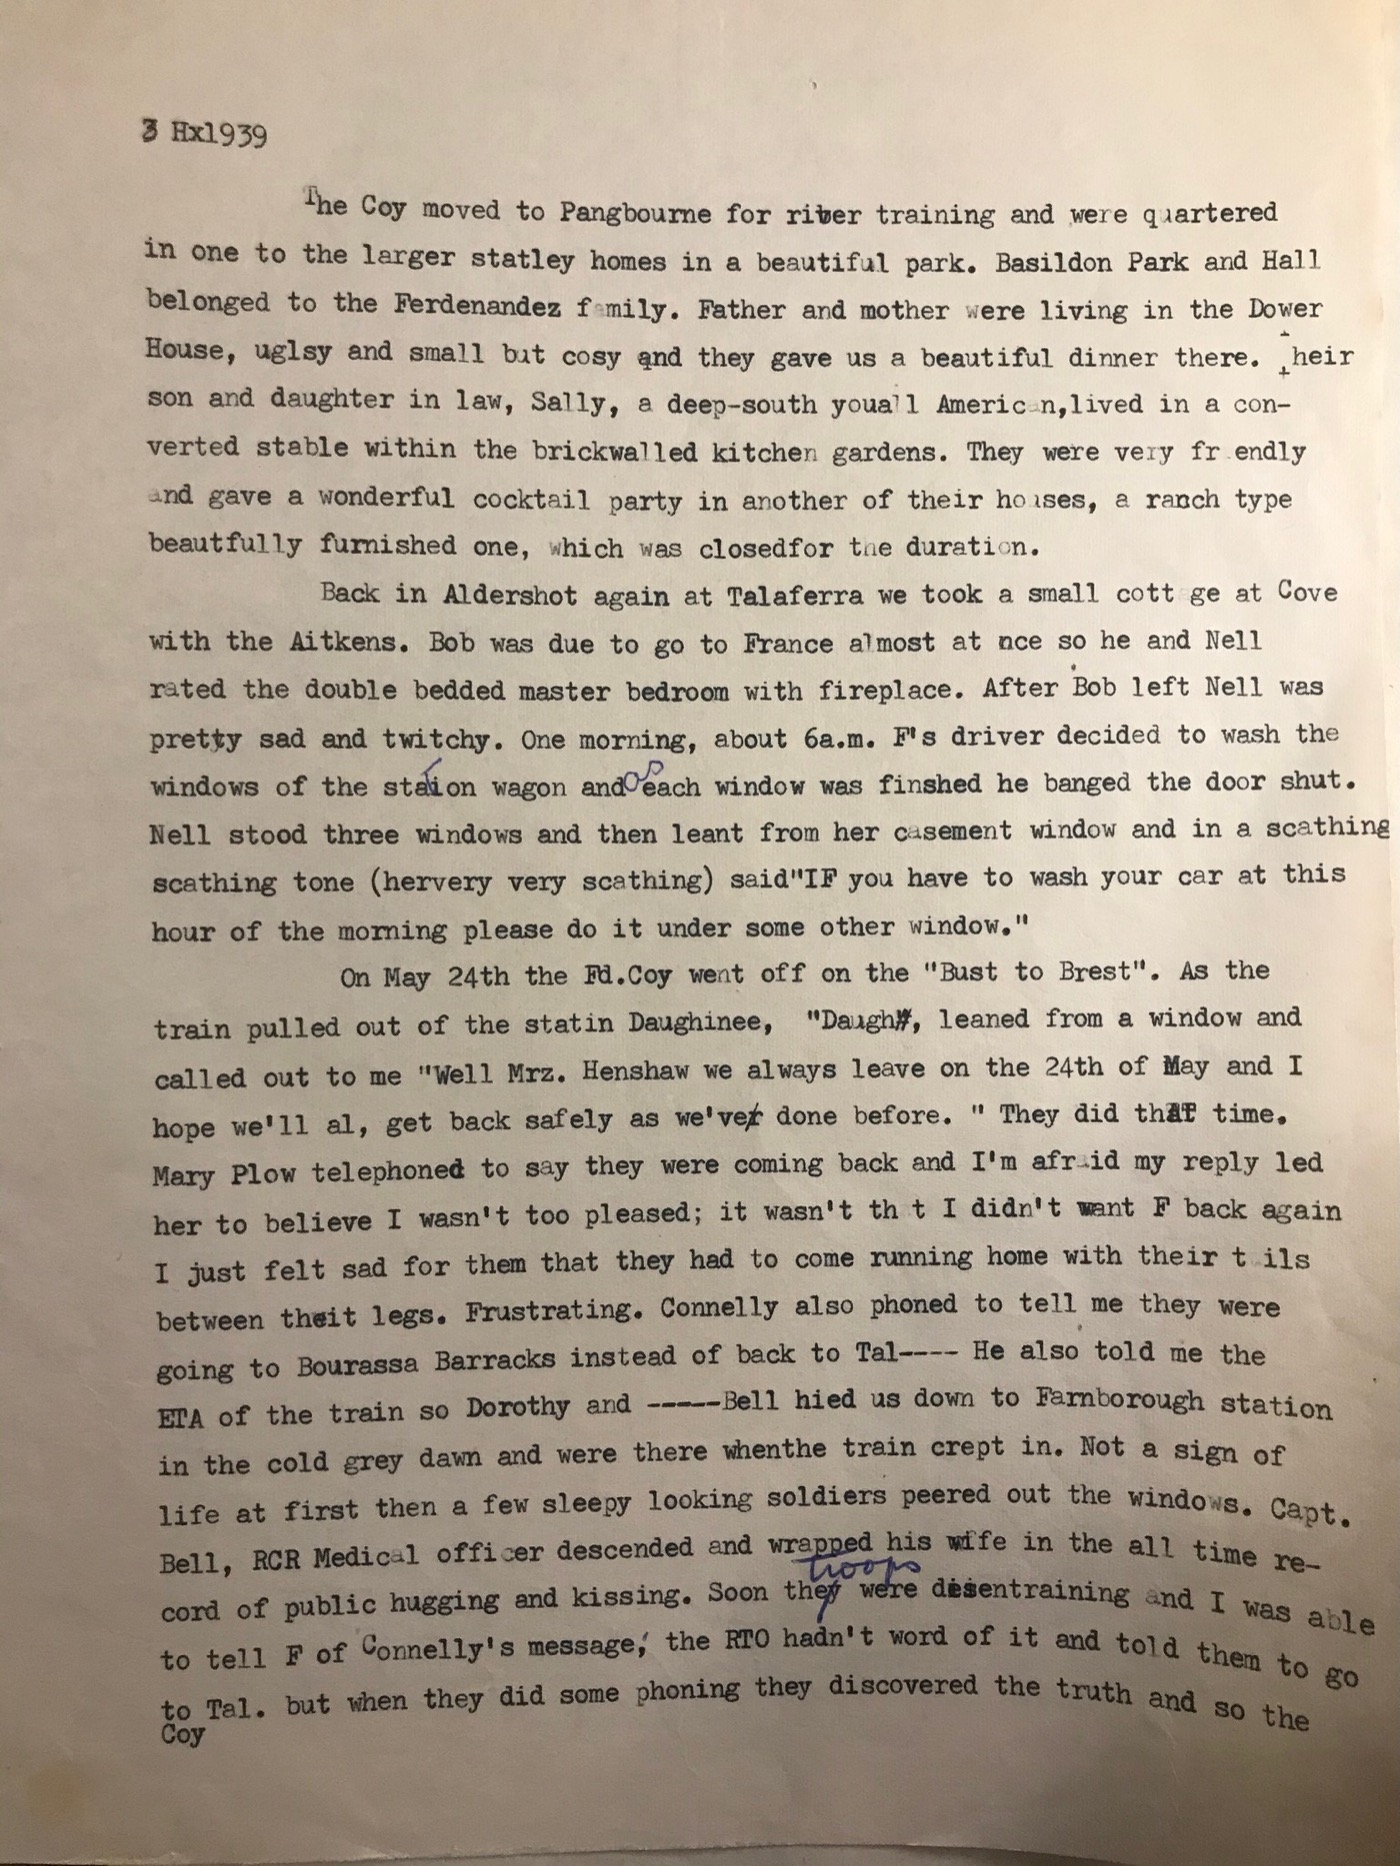 3 Hx1939
The Coy moved to Pangbourne for river training and were quartered
in one to the larger statley homes in a beautiful park. Basildon Park and Hall
belonged to the Ferdenandez family. Father and mother were living in the Dower
House, uglsy and small but cosy and they gave us a beautiful dinner there. Their
son and daughter in law, Sally, a deep-south youall American,lived in a con-
verted stable within the brickwalled kitchen gardens. They were very fr endly
and gave a wonderful cocktail party in another of their houses, a ranch type
beautfully furnished one, which was closedfor the duration.
Back in Aldershot again at Talaferra we took a small cott ge at Cove
with the Aitkens. Bob was due to go to France almost at nce so he and Nell
rated the double bedded master bedroom with fireplace. After Bob left Nell was
pretty sad and twitchy. One morning, about 6a.m. F's driver decided to wash the
windows of the station wagon and as each window was finshed he banged the door shut.
Nell stood three windows and then leant from her casement window and in a scathing
scathing tone (hervery very scathing) said"IF you have to wash your car at this
hour of the morning please do it under some other window."
On May 24th the Fd.Coy went off on the "Bust to Brest". As the
train pulled out of the statin Daughinee, "Daugh", leaned from a window and
called out to me "Well Mrz. Henshaw we always leave on the 24th of May and I
hope we'll al, get back safely as we've done before. " They did that time.
Mary Plow telephoned to say they were coming back and I'm afraid my reply led
her to believe I wasn't too pleased; it wasn't th t I didn't want F back again
I just felt sad for them that they had to come running home with their t ils
between theit legs. Frustrating. Connelly also phoned to tell me they were
going to Bourassa Barracks instead of back to Tal---- He also told me the
ETA of the train so Dorothy and -----Bell hied us down to Farnborough station
in the cold grey dawn and were there whenthe train crept in. Not a sign of
life at first then a few sleepy looking soldiers peered out the windows. Capt.
Bell, RCR Medical officer descended and wrapped his wife in the all time re-
cord of public hugging and kissing. Soon the troops were disentraining and I was able
to tell F of Connelly's message, the RTO hadn't word of it and told them to go
to Tal. but when they did some phoning they discovered the truth and so the
Coy